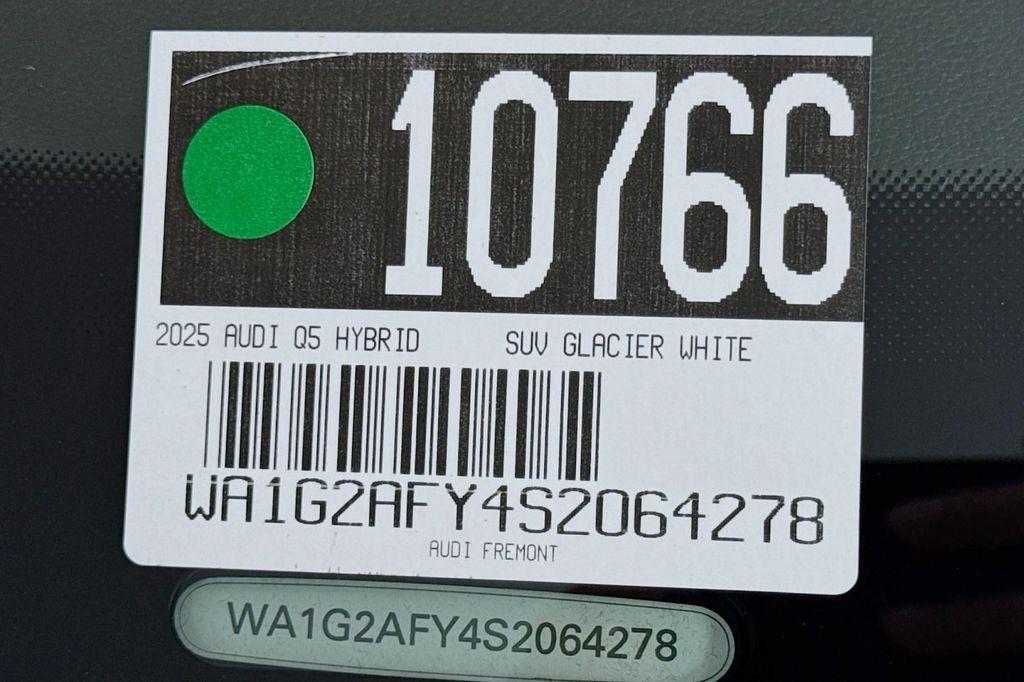 10766
2025 AUDI Q5 HYBRID SUV GLACIER WHITE
WA1G2AFY4S2064278
AUDI FREMONT
WA1G2AFY4S2064278